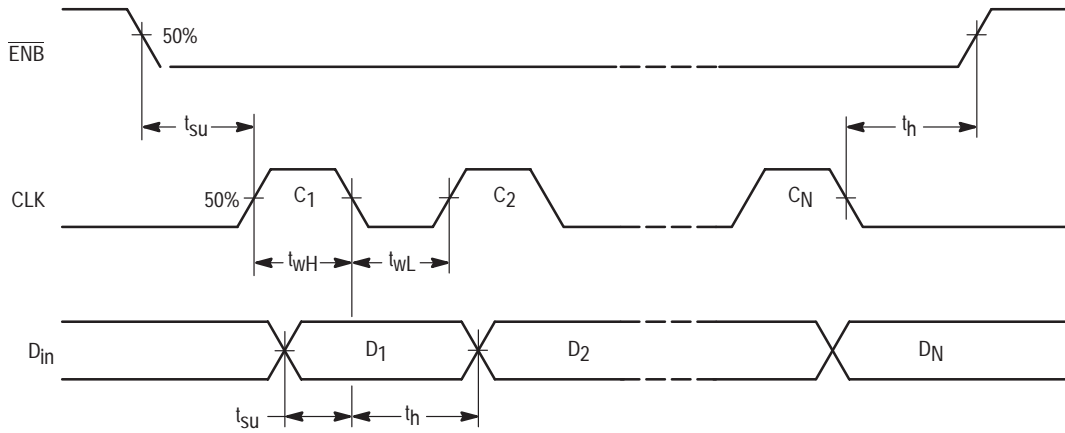 50%
ENB
tsu
th
CLK
50%
C1
C2
CN
twH
twL
Din
D1
D2
DN
tsu
th